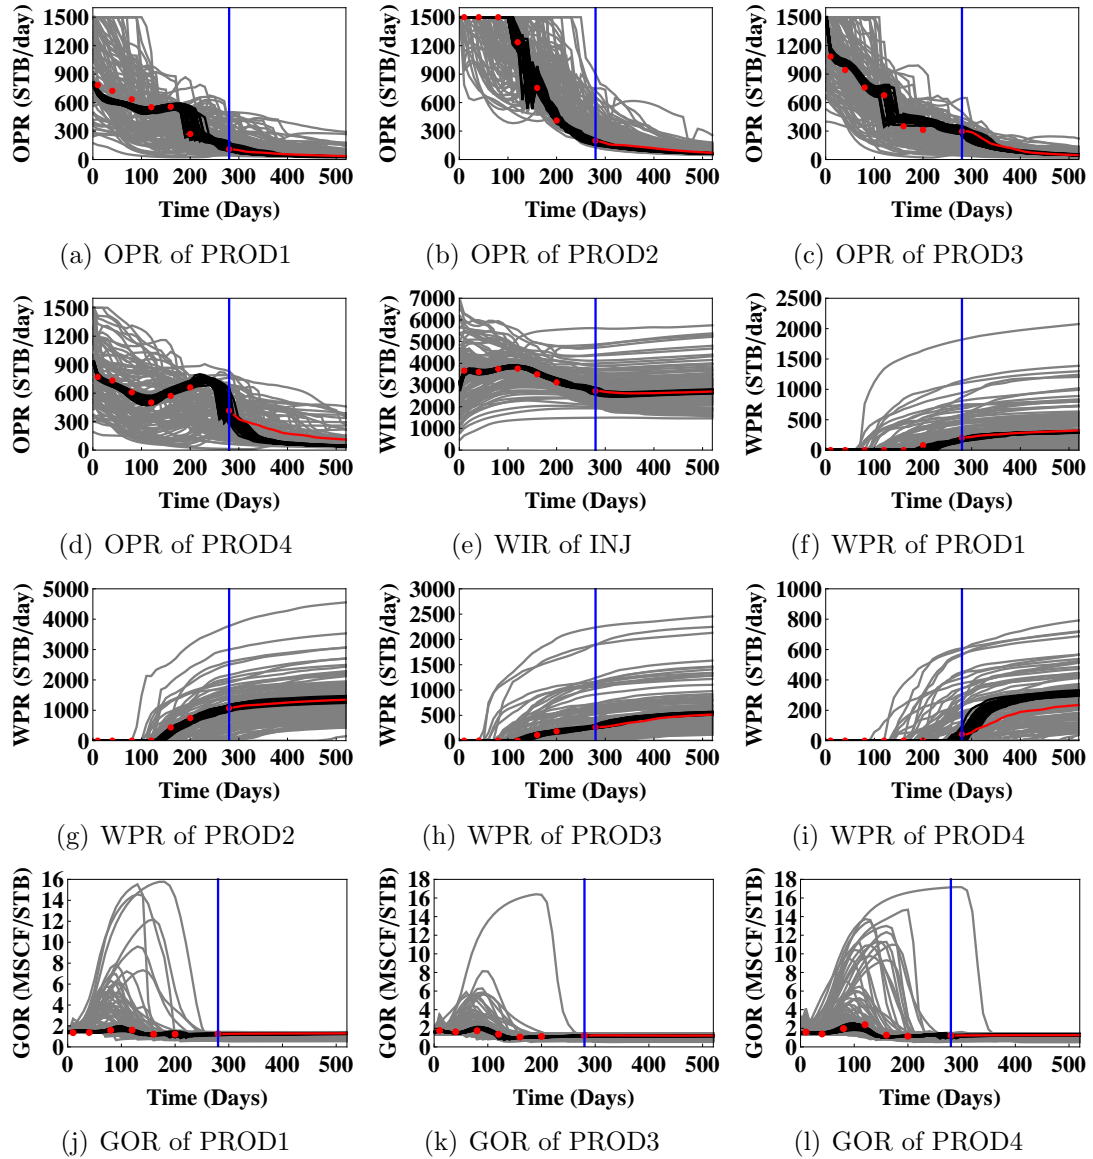 OPR (STB/day)
1500
1200
900
600
300
0
0 100 200 300 400 500
Time (Days)
(a) OPR of PROD1
OPR (STB/day)
1500
1200
900
600
300
0
0 100 200 300 400 500
Time (Days)
(b) OPR of PROD2
OPR (STB/day)
1500
1200
900
600
300
0
0 100 200 300 400 500
Time (Days)
(c) OPR of PROD3
OPR (STB/day)
1500
1200
900
600
300
0
0 100 200 300 400 500
Time (Days)
(d) OPR of PROD4
WIR (STB/day)
7000
6000
5000
4000
3000
2000
1000
0
0 100 200 300 400 500
Time (Days)
(e) WIR of INJ
WPR (STB/day)
2500
2000
1500
1000
500
0
0 100 200 300 400 500
Time (Days)
(f) WPR of PROD1
WPR (STB/day)
5000
4000
3000
2000
1000
0
0 100 200 300 400 500
Time (Days)
(g) WPR of PROD2
WPR (STB/day)
3000
2500
2000
1500
1000
500
0
0 100 200 300 400 500
Time (Days)
(h) WPR of PROD3
WPR (STB/day)
1000
800
600
400
200
0
0 100 200 300 400 500
Time (Days)
(i) WPR of PROD4
GOR (MSCF/STB)
16
14
12
10
8
6
4
2
0
0 100 200 300 400 500
Time (Days)
(j) GOR of PROD1
GOR (MSCF/STB)
18
16
14
12
10
8
6
4
2
0
0 100 200 300 400 500
Time (Days)
(k) GOR of PROD3
GOR (MSCF/STB)
18
16
14
12
10
8
6
4
2
0
0 100 200 300 400 500
Time (Days)
(l) GOR of PROD4